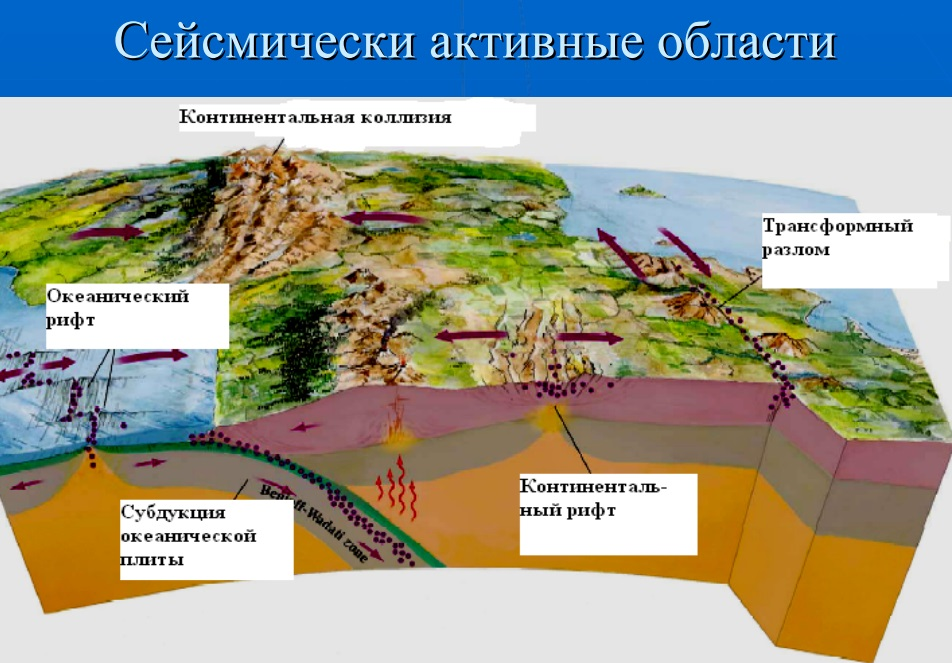 Сейсмически активные области
Континентальная коллизия
Трансформный
разлом
Океанический
рифт
Континенталь-
ный рифт
Субдукция
океанической
плиты
Benioff-Wadati zone